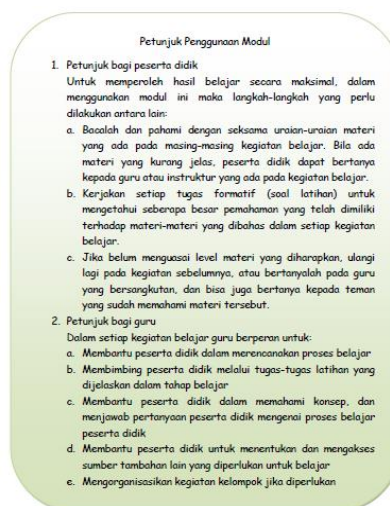 Petunjuk Penggunaan Modul
1. Petunjuk bagi peserta didik
Untuk memperoleh hasil belajar secara maksimal, dalam
menggunakan modul ini maka langkah-langkah yang perlu
dilakukan antara lain:
a. Bacalah dan pahami dengan seksama uraian-uraian materi
yang ada pada masing-masing kegiatan belajar. Bila ada
materi yang kurang jelas, peserta didik dapat bertanya
kepada guru atau instruktur yang ada pada kegiatan belajar.
b. Kerjakan setiap tugas formatif (soal latihan) untuk
mengetahui seberapa besar pemahaman yang telah dimiliki
terhadap materi-materi yang dibahas dalam setiap kegiatan
belajar.
c. Jika belum menguasai level materi yang diharapkan, ulangi
lagi pada kegiatan sebelumnya, atau bertanyalah pada guru
yang bersangkutan, dan bisa juga bertanya kepada teman
yang sudah memahami materi tersebut.
2. Petunjuk bagi guru
Dalam setiap kegiatan belajar guru berperan untuk:
a. Membantu peserta didik dalam merencanakan proses belajar
b. Membimbing peserta didik melalui tugas-tugas latihan yang
dijelaskan dalam tahap belajar
c. Membantu peserta didik dalam memahami konsep, dan
menjawab pertanyaan peserta didik mengenai proses belajar
peserta didik
d. Membantu peserta didik untuk menentukan dan mengakses
sumber tambahan lain yang diperlukan untuk belajar
e. Mengorganisasikan kegiatan kelompok jika diperlukan